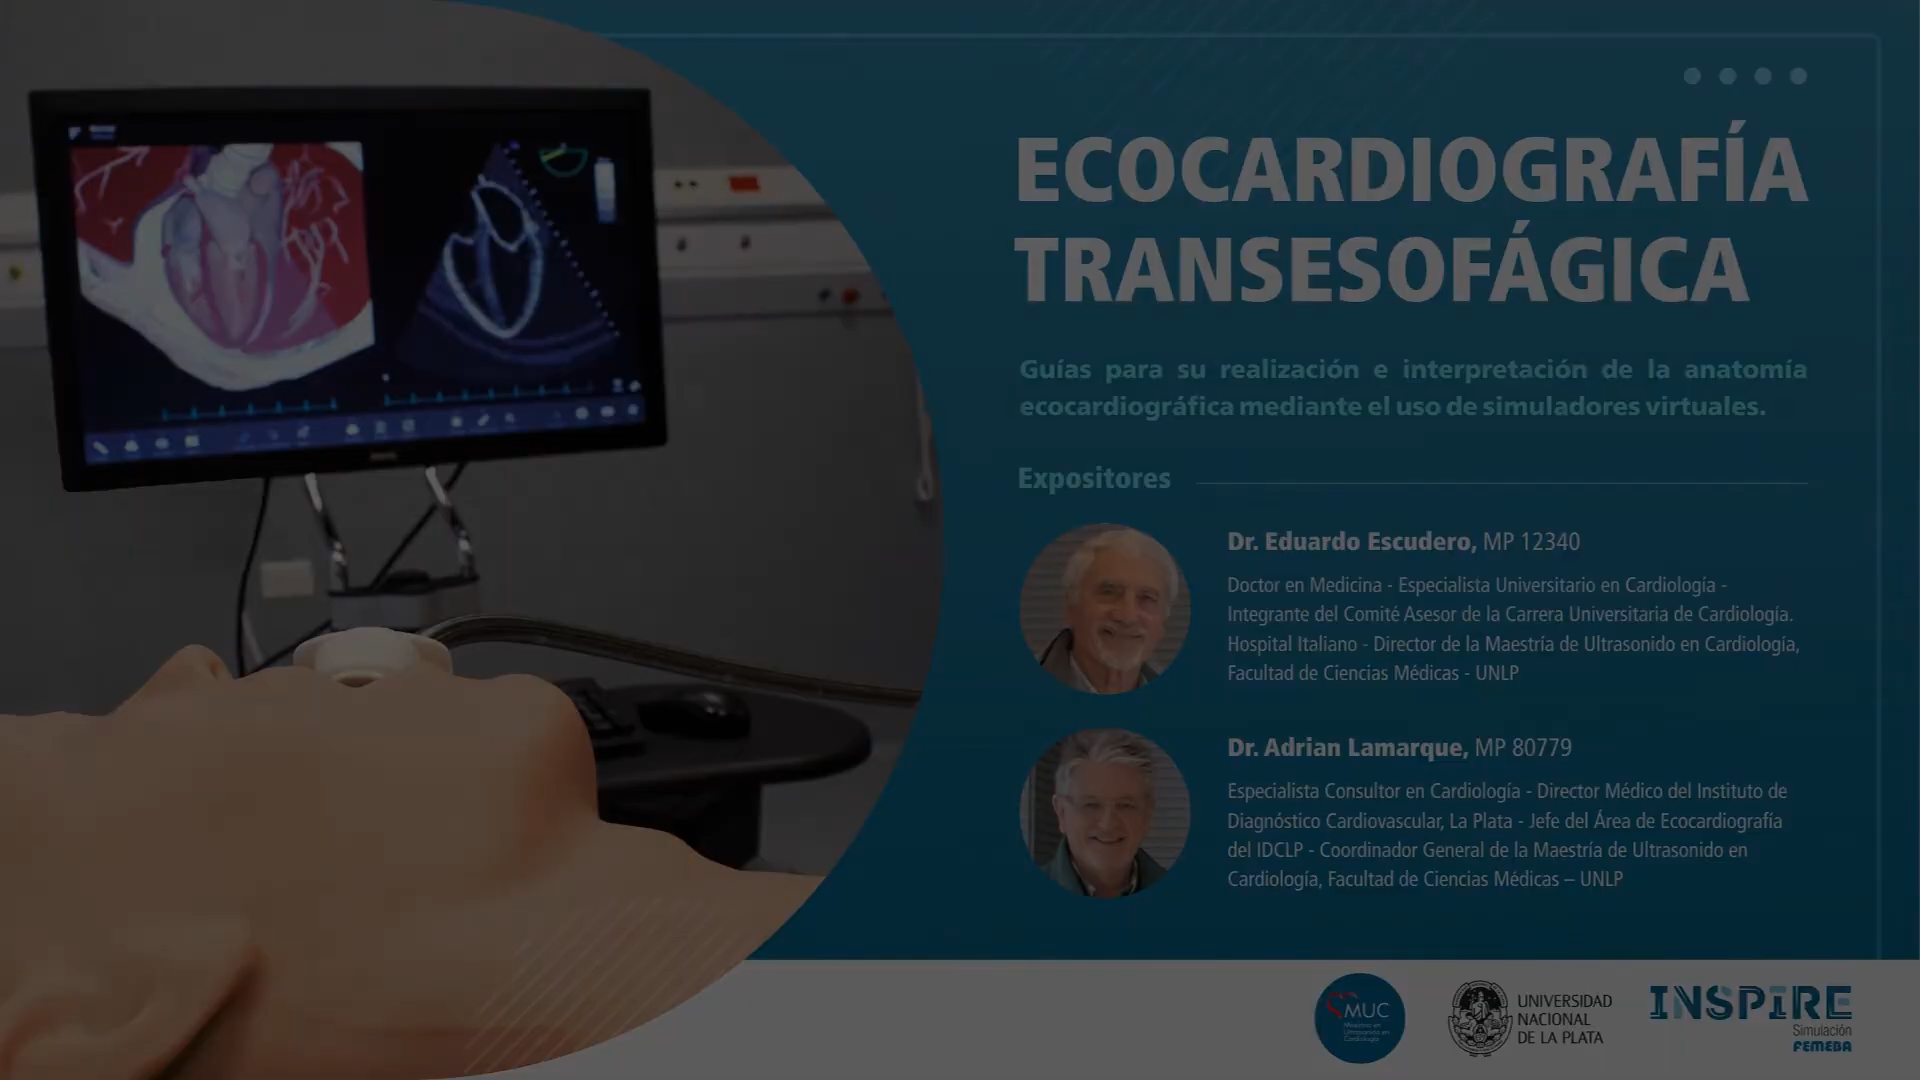 ECOCARDIOGRAFÍA
TRANSESOFÁGICA
Guías para su realización e interpretación de la anatomía
ecocardiográfica mediante el uso de simuladores virtuales.
Expositores
Dr. Eduardo Escudero, MP 12340
Doctor en Medicina - Especialista Universitario en Cardiología -
Integrante del Comité Asesor de la Carrera Universitaria de Cardiología.
Hospital Italiano - Director de la Maestría de Ultrasonido en Cardiología,
Facultad de Ciencias Médicas - UNLP
Dr. Adrian Lamarque, MP 80779
Especialista Consultor en Cardiología - Director Médico del Instituto de
Diagnóstico Cardiovascular, La Plata - Jefe del Área de Ecocardiografía
del IDCLP - Coordinador General de la Maestría de Ultrasonido en
Cardiología, Facultad de Ciencias Médicas – UNLP
MUC
Maestría en
Ultrasonido en
Cardiología
UNIVERSIDAD
NACIONAL
DE LA PLATA
INSPIRE
Simulación
FEMEBA